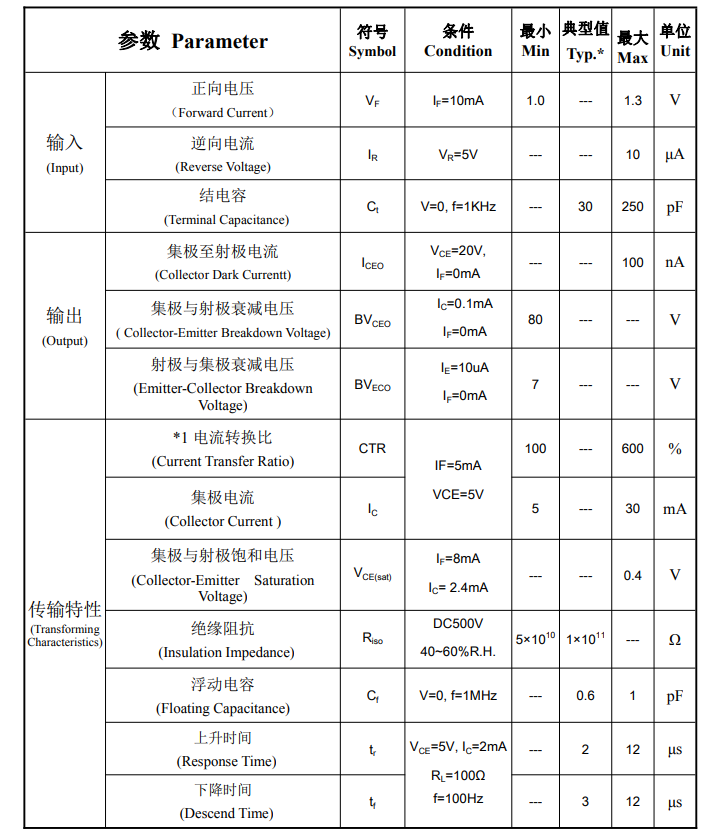 参数 Parameter
符号
Symbol
条件
Condition
最小
Min
典型值
Typ.*
最大
Max
单位
Unit
输入
(Input)
正向电压
（Forward Current）
VF
IF=10mA
1.0
---
1.3
V
逆向电流
(Reverse Voltage)
IR
VR=5V
---
---
10
μA
结电容
(Terminal Capacitance)
Ct
V=0, f=1KHz
---
30
250
pF
输出
(Output)
集极至射极电流
(Collector Dark Currentt)
ICEO
VCE=20V,
IF=0mA
---
---
100
nA
集极与射极衰减电压
( Collector-Emitter Breakdown Voltage)
BVCEO
IC=0.1mA
IF=0mA
80
---
---
V
射极与集极衰减电压
(Emitter-Collector Breakdown
Voltage)
BVECO
IE=10uA
IF=0mA
7
---
---
V
传输特性
(Transforming
Characteristics)
*1 电流转换比
(Current Transfer Ratio)
CTR
IF=5mA
VCE=5V
100
---
600
%
集极电流
(Collector Current )
IC
5
---
30
mA
集极与射极饱和电压
(Collector-Emitter Saturation
Voltage)
VCE(sat)
IF=8mA
IC= 2.4mA
---
---
0.4
V
绝缘阻抗
(Insulation Impedance)
Riso
DC500V
40~60%R.H.
5×10¹⁰
1×10¹¹
---
Ω
浮动电容
(Floating Capacitance)
Cf
V=0, f=1MHz
---
0.6
1
pF
上升时间
(Response Time)
tr
VCE=5V, IC=2mA
RL=100Ω
f=100Hz
---
2
12
μs
下降时间
(Descend Time)
tf
---
3
12
μs